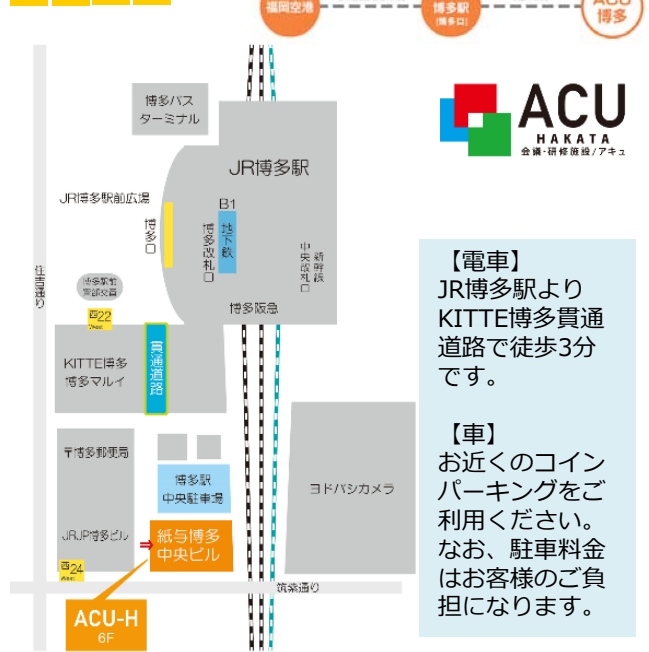 福岡空港
博多駅
(博多口)
ACU
博多
ACU
HAKATA
会議・研修施設/アキュ
博多バス
ターミナル
JR博多駅
JR博多駅前広場
博多口
B1
地下鉄
博多改札口
新幹線
中央改札口
住吉通り
博多駅前
西22
West
博多阪急
KITTE博多
博多マルイ
貫通道路
〒博多郵便局
博多駅
中央駐車場
ヨドバシカメラ
JRJP博多ビル
⇒
紙与博多
中央ビル
西24
West
筑紫通り
ACU-H
6F
【電車】
JR博多駅より
KITTE博多貫通
道路で徒歩3分
です。
【車】
お近くのコイン
パーキングをご
利用ください。
なお、駐車料金
はお客様のご負
担になります。